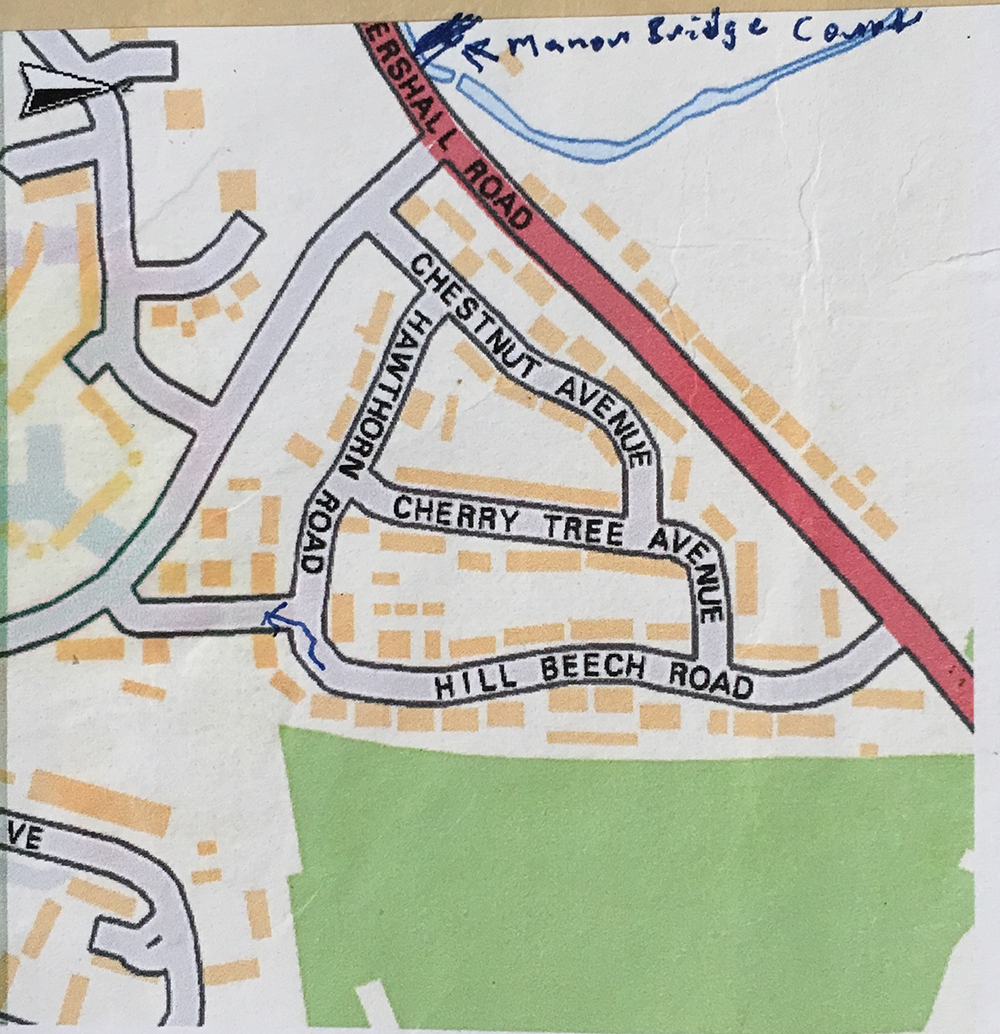 Manor Bridge Court
ERSHALL ROAD
CHESTNUT AVENUE
HAWTHORN ROAD
CHERRY TREE AVENUE
HILL BEECH ROAD
VE